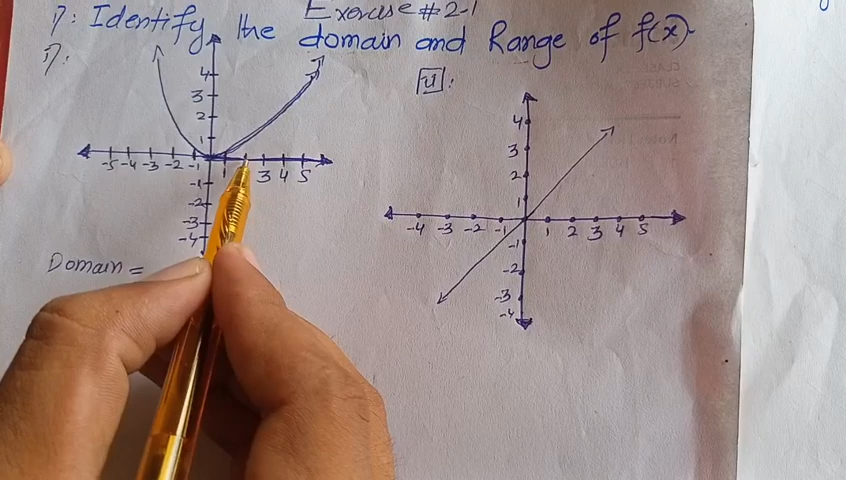 Exercise #2.1
1: Identify the domain and Range of f(x).
i):
4
3
2
1
-5 -4 -3 -2 -1 1 3 4 5
-1
-2
-3
-4
Domain =
ii:
4
3
2
1
-4 -3 -2 -1 1 2 3 4 5
-1
-2
-3
-4